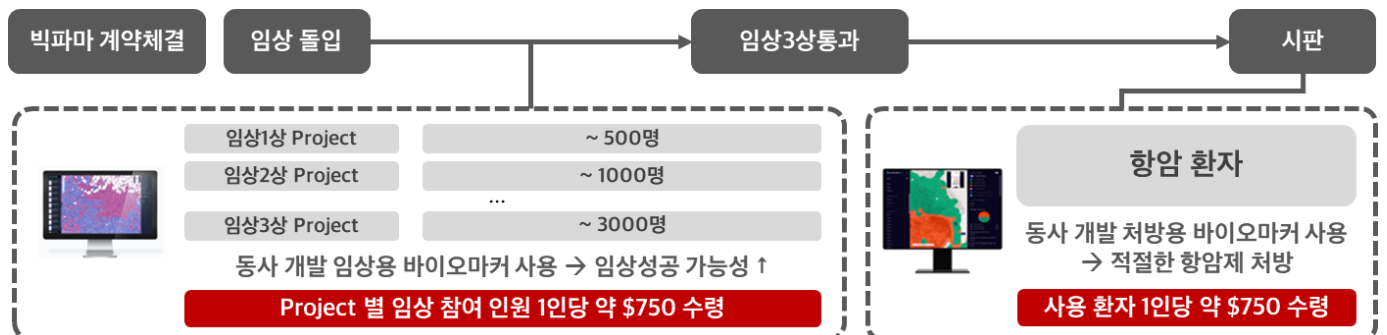 빅파마 계약체결
임상 돌입
임상3상통과
시판
임상1상 Project
~ 500명
임상2상 Project
~ 1000명
...
임상3상 Project
~ 3000명
동사 개발 임상용 바이오마커 사용 → 임상성공 가능성 ↑
Project 별 임상 참여 인원 1인당 약 $750 수령
항암 환자
동사 개발 처방용 바이오마커 사용
→ 적절한 항암제 처방
사용 환자 1인당 약 $750 수령